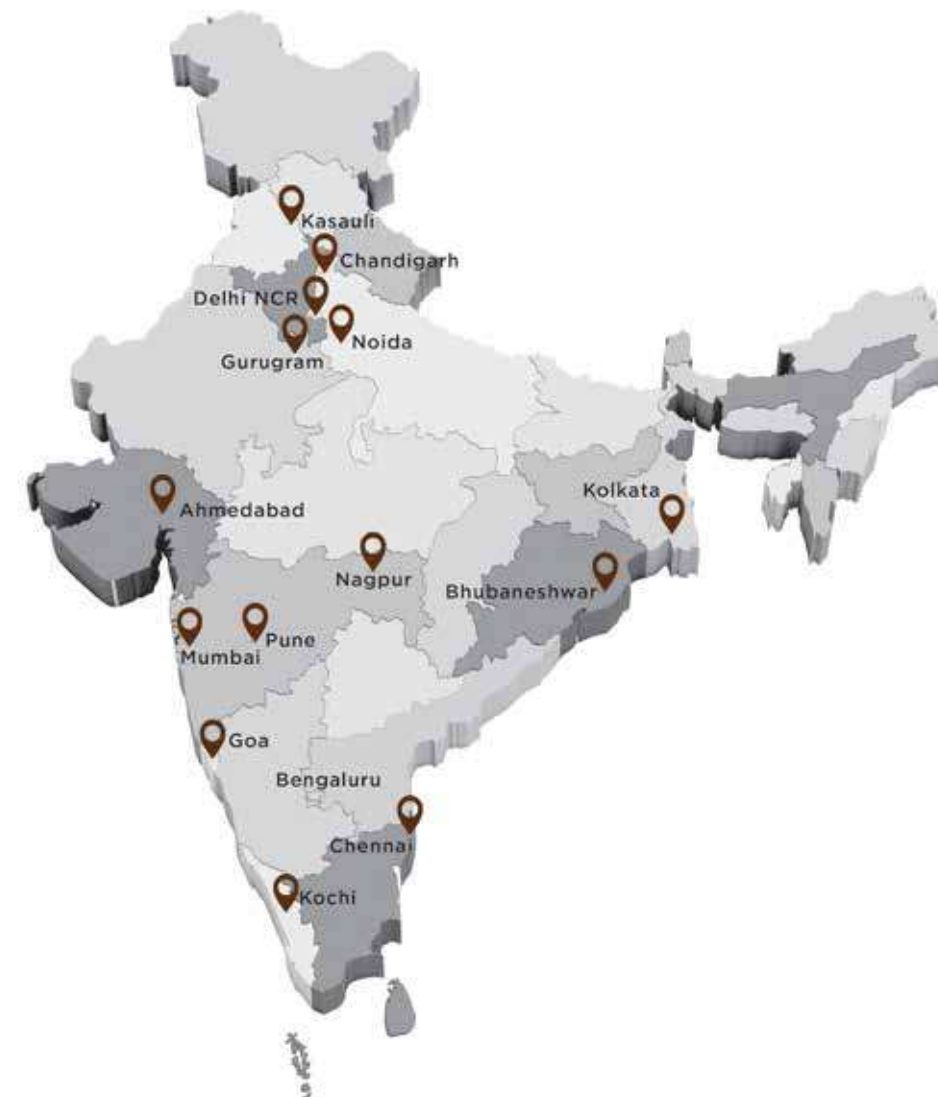 Kasauli
Chandigarh
Delhi NCR
Noida
Gurugram
Kolkata
Ahmedabad
Nagpur
Bhubaneshwar
Pune
Mumbai
Goa
Bengaluru
Chennai
Kochi